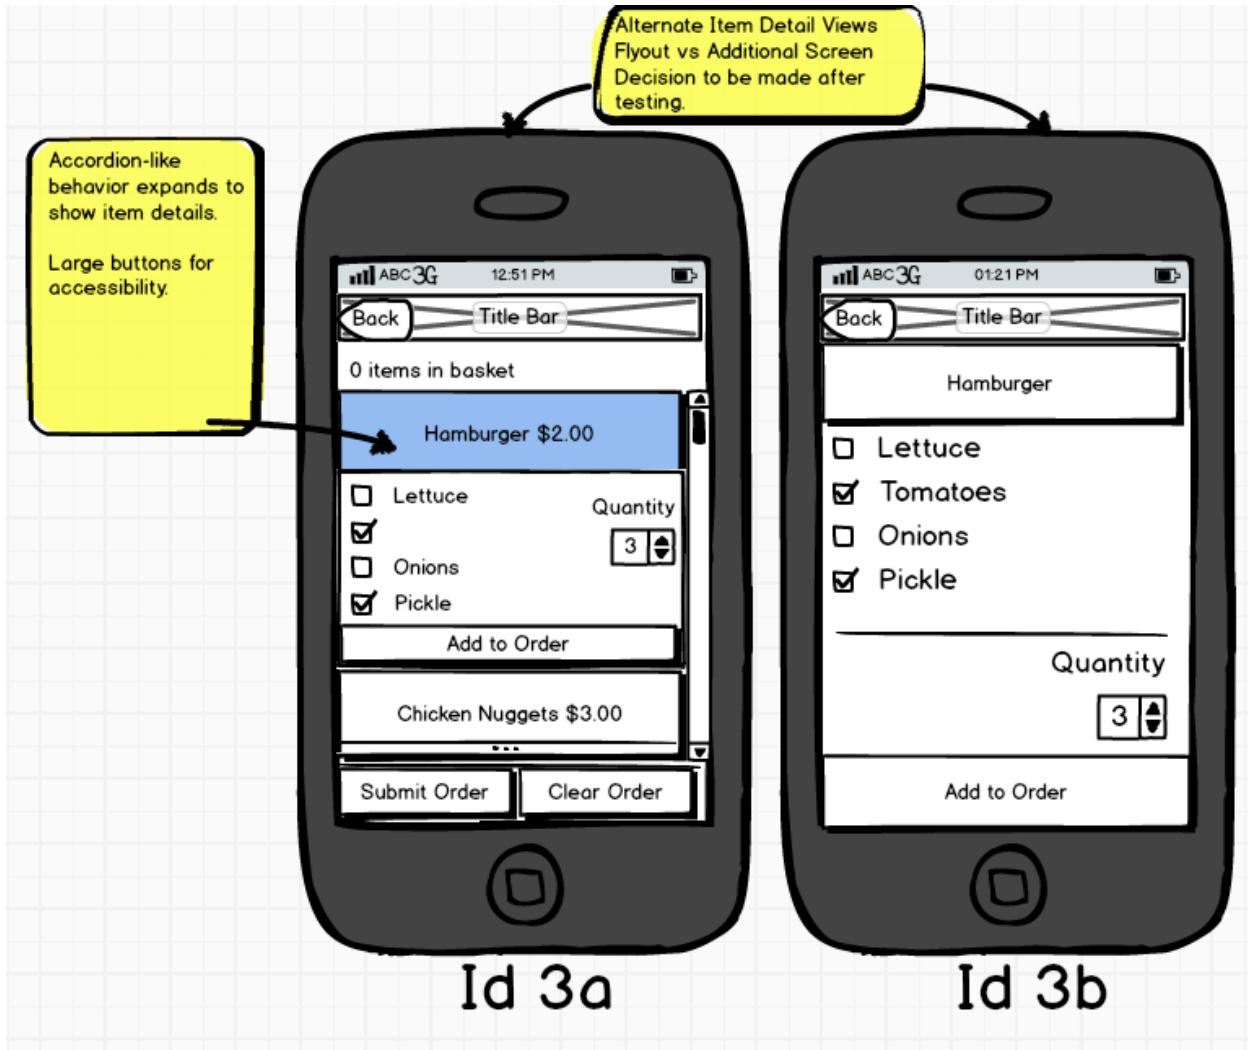 Alternate Item Detail Views
Flyout vs Additional Screen
Decision to be made after
testing.
Accordion-like
behavior expands to
show item details.
Large buttons for
accessibility.
ABC 3G 12:51 PM
Back Title Bar
0 items in basket
Hamburger $2.00
Lettuce
Quantity
3
Onions
Pickle
Add to Order
Chicken Nuggets $3.00
...
Submit Order Clear Order
Id 3a
ABC 3G 01:21 PM
Back Title Bar
Hamburger
Lettuce
Tomatoes
Onions
Pickle
Quantity
3
Add to Order
Id 3b